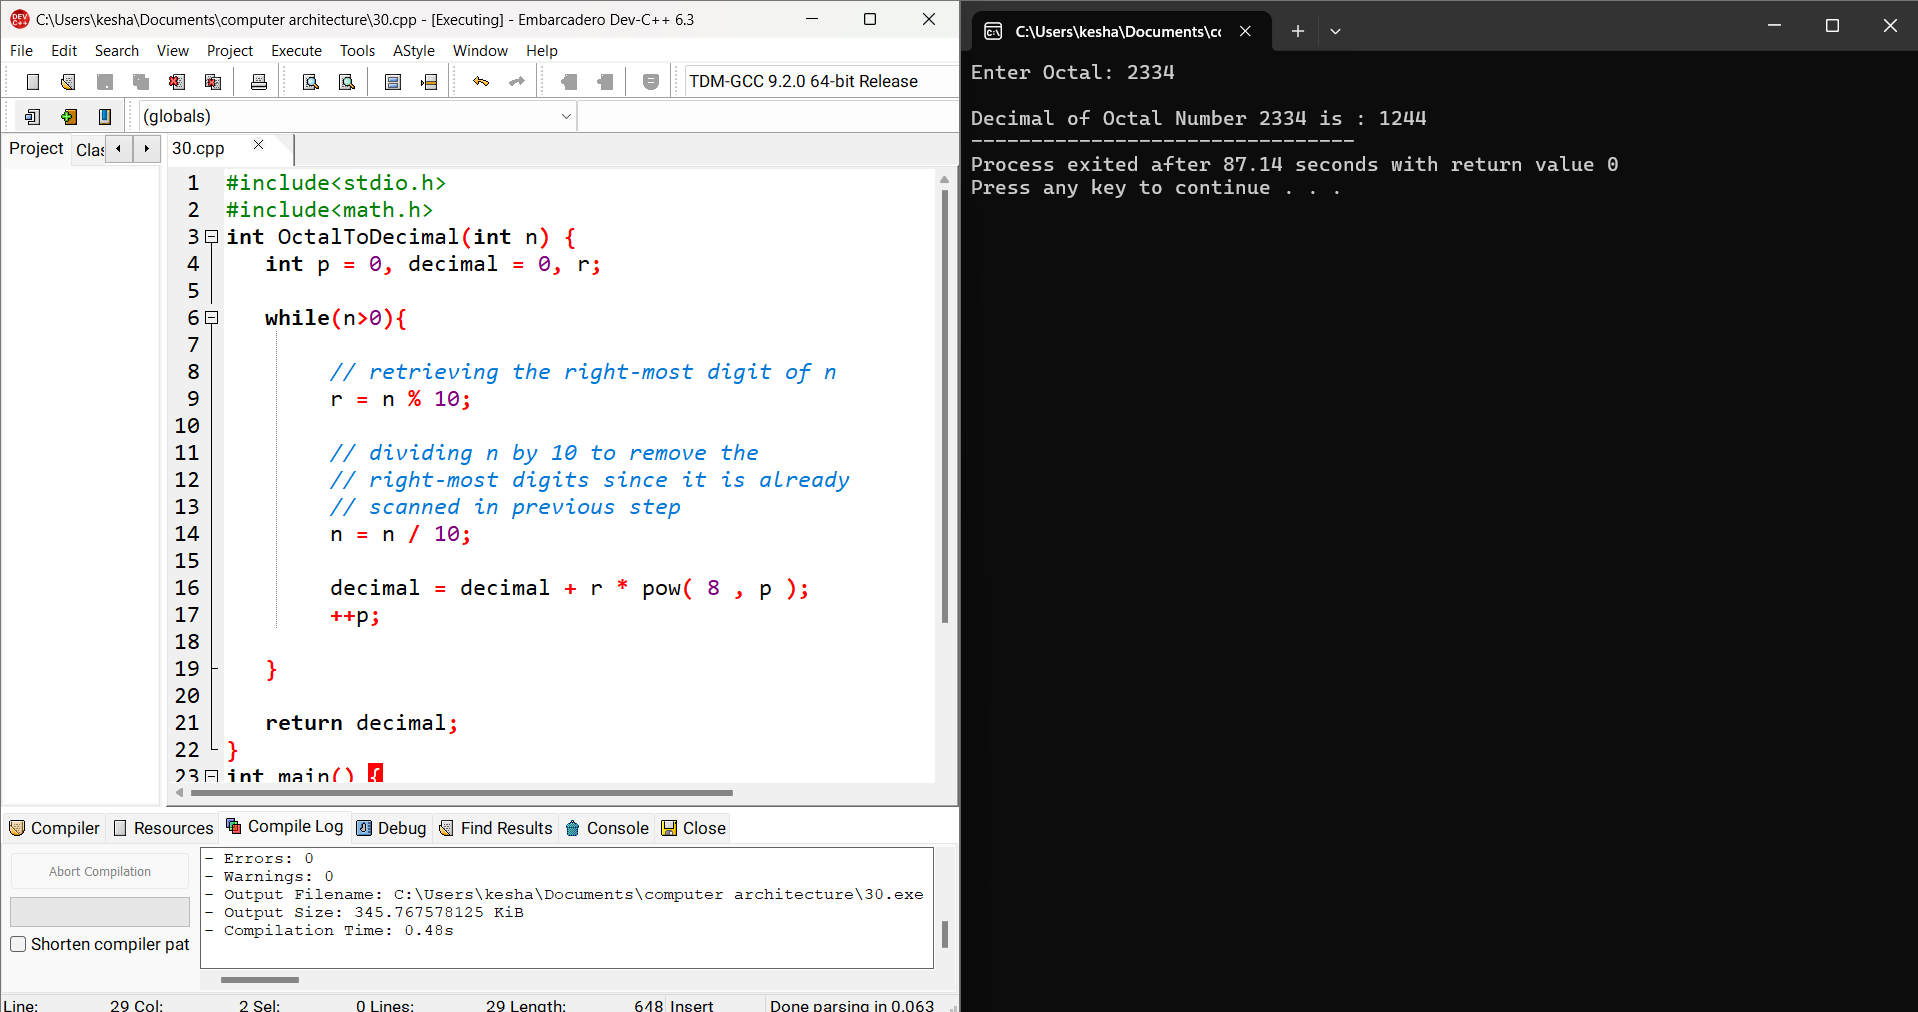 C:\Users\kesha\Documents\computer architecture\30.cpp - [Executing] - Embarcadero Dev-C++ 6.3
File Edit Search View Project Execute Tools AStyle Window Help
TDM-GCC 9.2.0 64-bit Release
(globals)
Project Clas
30.cpp
1 #include<stdio.h>
2 #include<math.h>
3 int OctalToDecimal(int n) {
4 int p = 0, decimal = 0, r;
5
6 while(n>0){
7
8 // retrieving the right-most digit of n
9 r = n % 10;
10
11 // dividing n by 10 to remove the
12 // right-most digits since it is already
13 // scanned in previous step
14 n = n / 10;
15
16 decimal = decimal + r * pow( 8 , p );
17 ++p;
18
19 }
20
21 return decimal;
22 }
23 int main() {
Compiler Resources Compile Log Debug Find Results Console Close
Abort Compilation
Shorten compiler pat
- Errors: 0
- Warnings: 0
- Output Filename: C:\Users\kesha\Documents\computer architecture\30.exe
- Output Size: 345.767578125 KiB
- Compilation Time: 0.48s
Line: 29 Col: 2 Sel: 0 Lines: 29 Length: 648 Insert Done parsing in 0.063
C:\Users\kesha\Documents\co
Enter Octal: 2334
Decimal of Octal Number 2334 is : 1244
--------------------------------
Process exited after 87.14 seconds with return value 0
Press any key to continue . . .